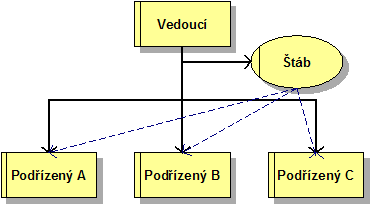 Vedoucí
Štáb
Podřízený A
Podřízený B
Podřízený C